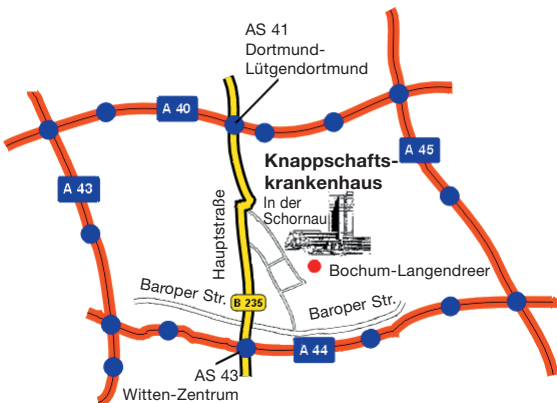 AS 41
Dortmund-
Lütgendortmund
A 40
Knappschafts-
krankenhaus
A 45
A 43
In der
Schornau
Hauptstraße
Bochum-Langendreer
Baroper Str.
B 235
Baroper Str.
A 44
AS 43
Witten-Zentrum